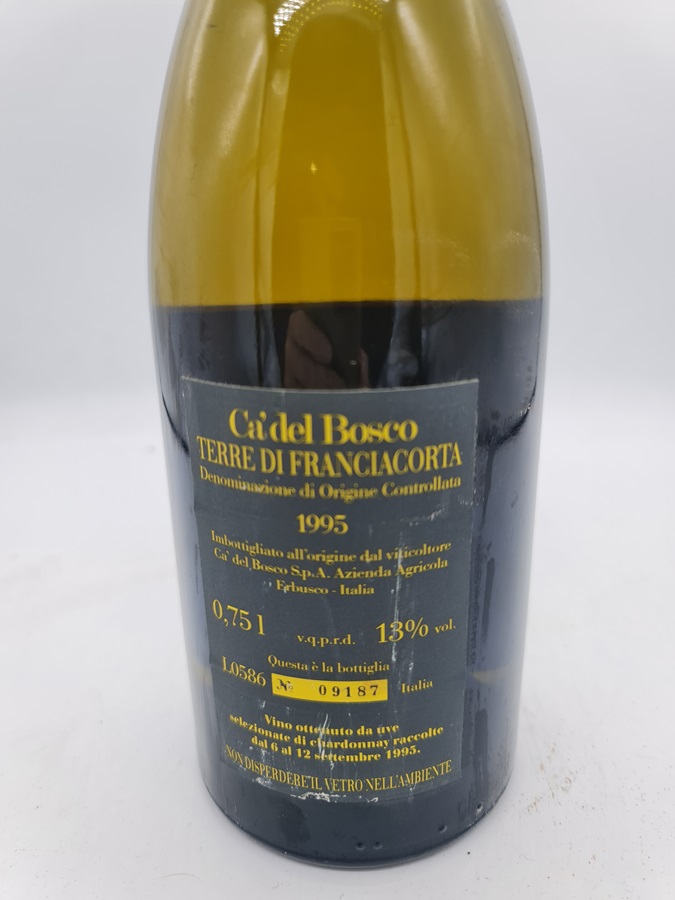 Ca' del Bosco
TERRE DI FRANCIACORTA
Denominazione di Origine Controllata
1995
Imbottigliato all'origine dal viticoltore
Ca' del Bosco S.p.A. Azienda Agricola
Erbusco - Italia
0,75 l v.q.p.r.d. 13% vol.
Questa è la bottiglia
L0586 N° 09187 Italia
Vino ottenuto da uve
selezionate di chardonnay raccolte
dal 6 al 12 settembre 1995.
NON DISPERDERE IL VETRO NELL'AMBIENTE